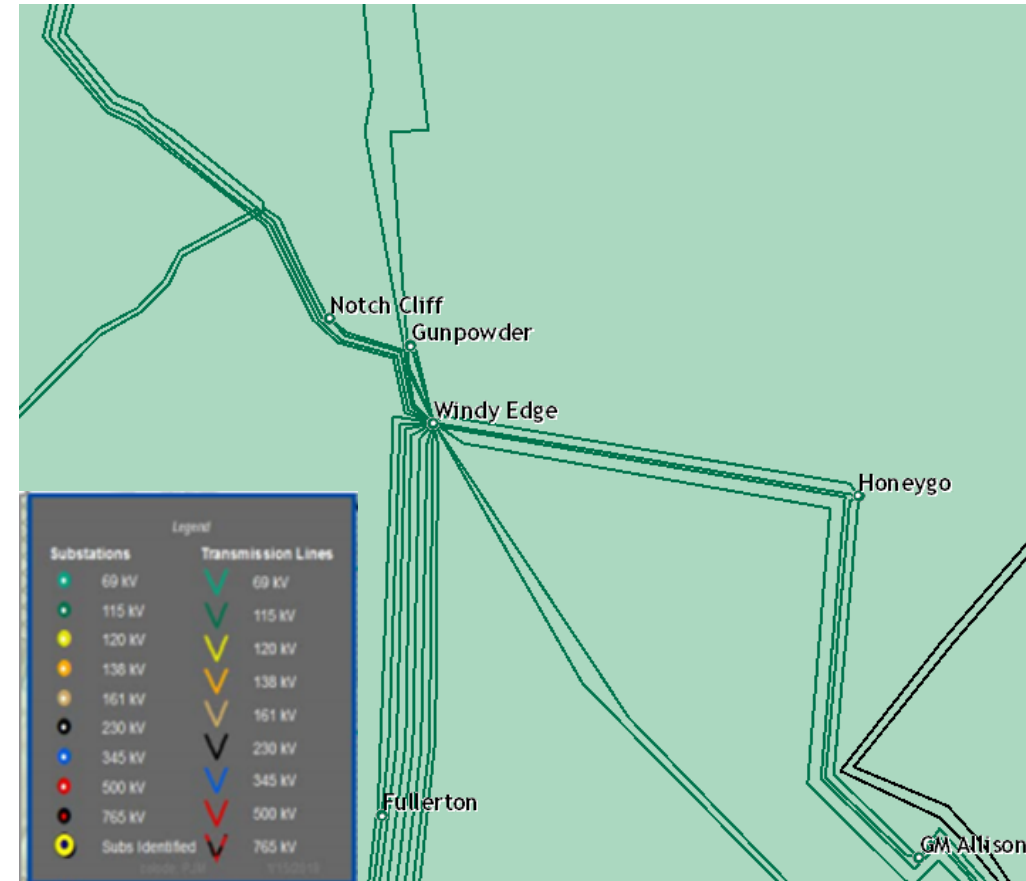 Notch Cliff
Gunpowder
Windy Edge
Honeygo
Fullerton
GM Allison
Legend
Substations Transmission Lines
69 kV 69 kV
115 kV 115 kV
120 kV 120 kV
138 kV 138 kV
161 kV 161 kV
230 kV 230 kV
345 kV 345 kV
500 kV 500 kV
765 kV 765 kV
Subs Identified